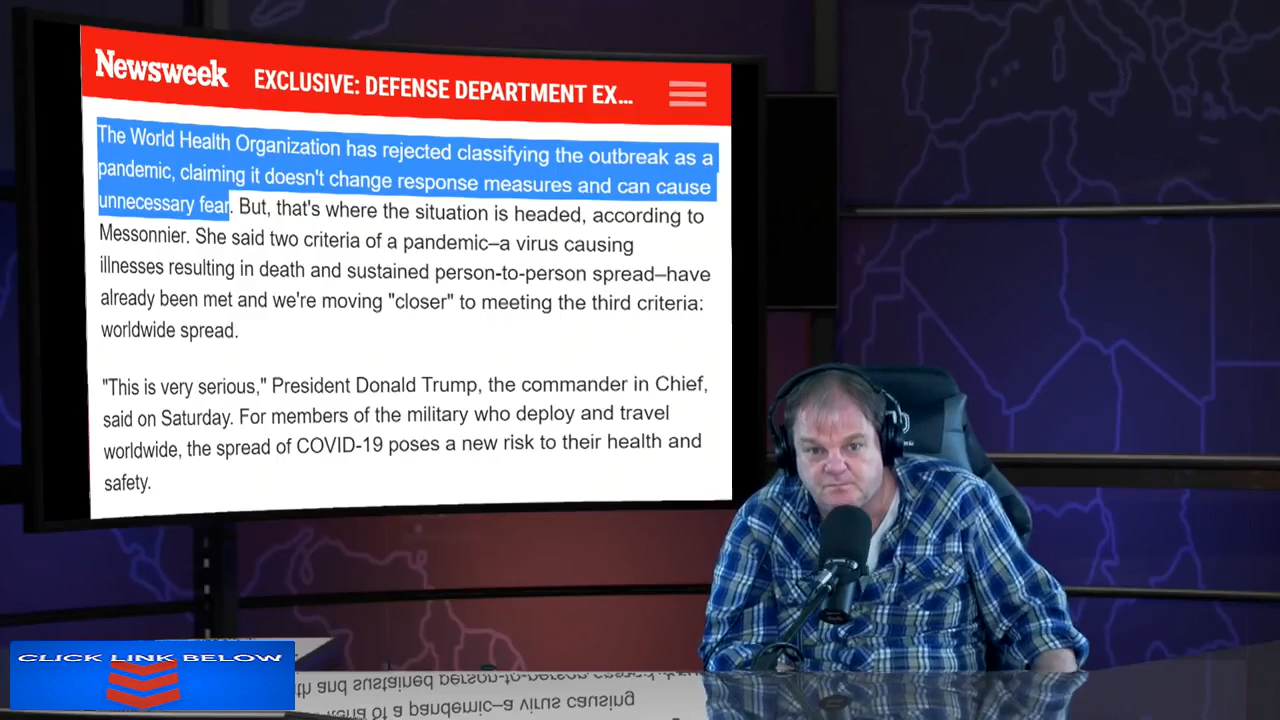 Newsweek
EXCLUSIVE: DEFENSE DEPARTMENT EX...
The World Health Organization has rejected classifying the outbreak as a
pandemic, claiming it doesn't change response measures and can cause
unnecessary fear. But, that's where the situation is headed, according to
Messonnier. She said two criteria of a pandemic–a virus causing
illnesses resulting in death and sustained person-to-person spread–have
already been met and we're moving "closer" to meeting the third criteria:
worldwide spread.
"This is very serious," President Donald Trump, the commander in Chief,
said on Saturday. For members of the military who deploy and travel
worldwide, the spread of COVID-19 poses a new risk to their health and
safety.
CLICK LINK BELOW